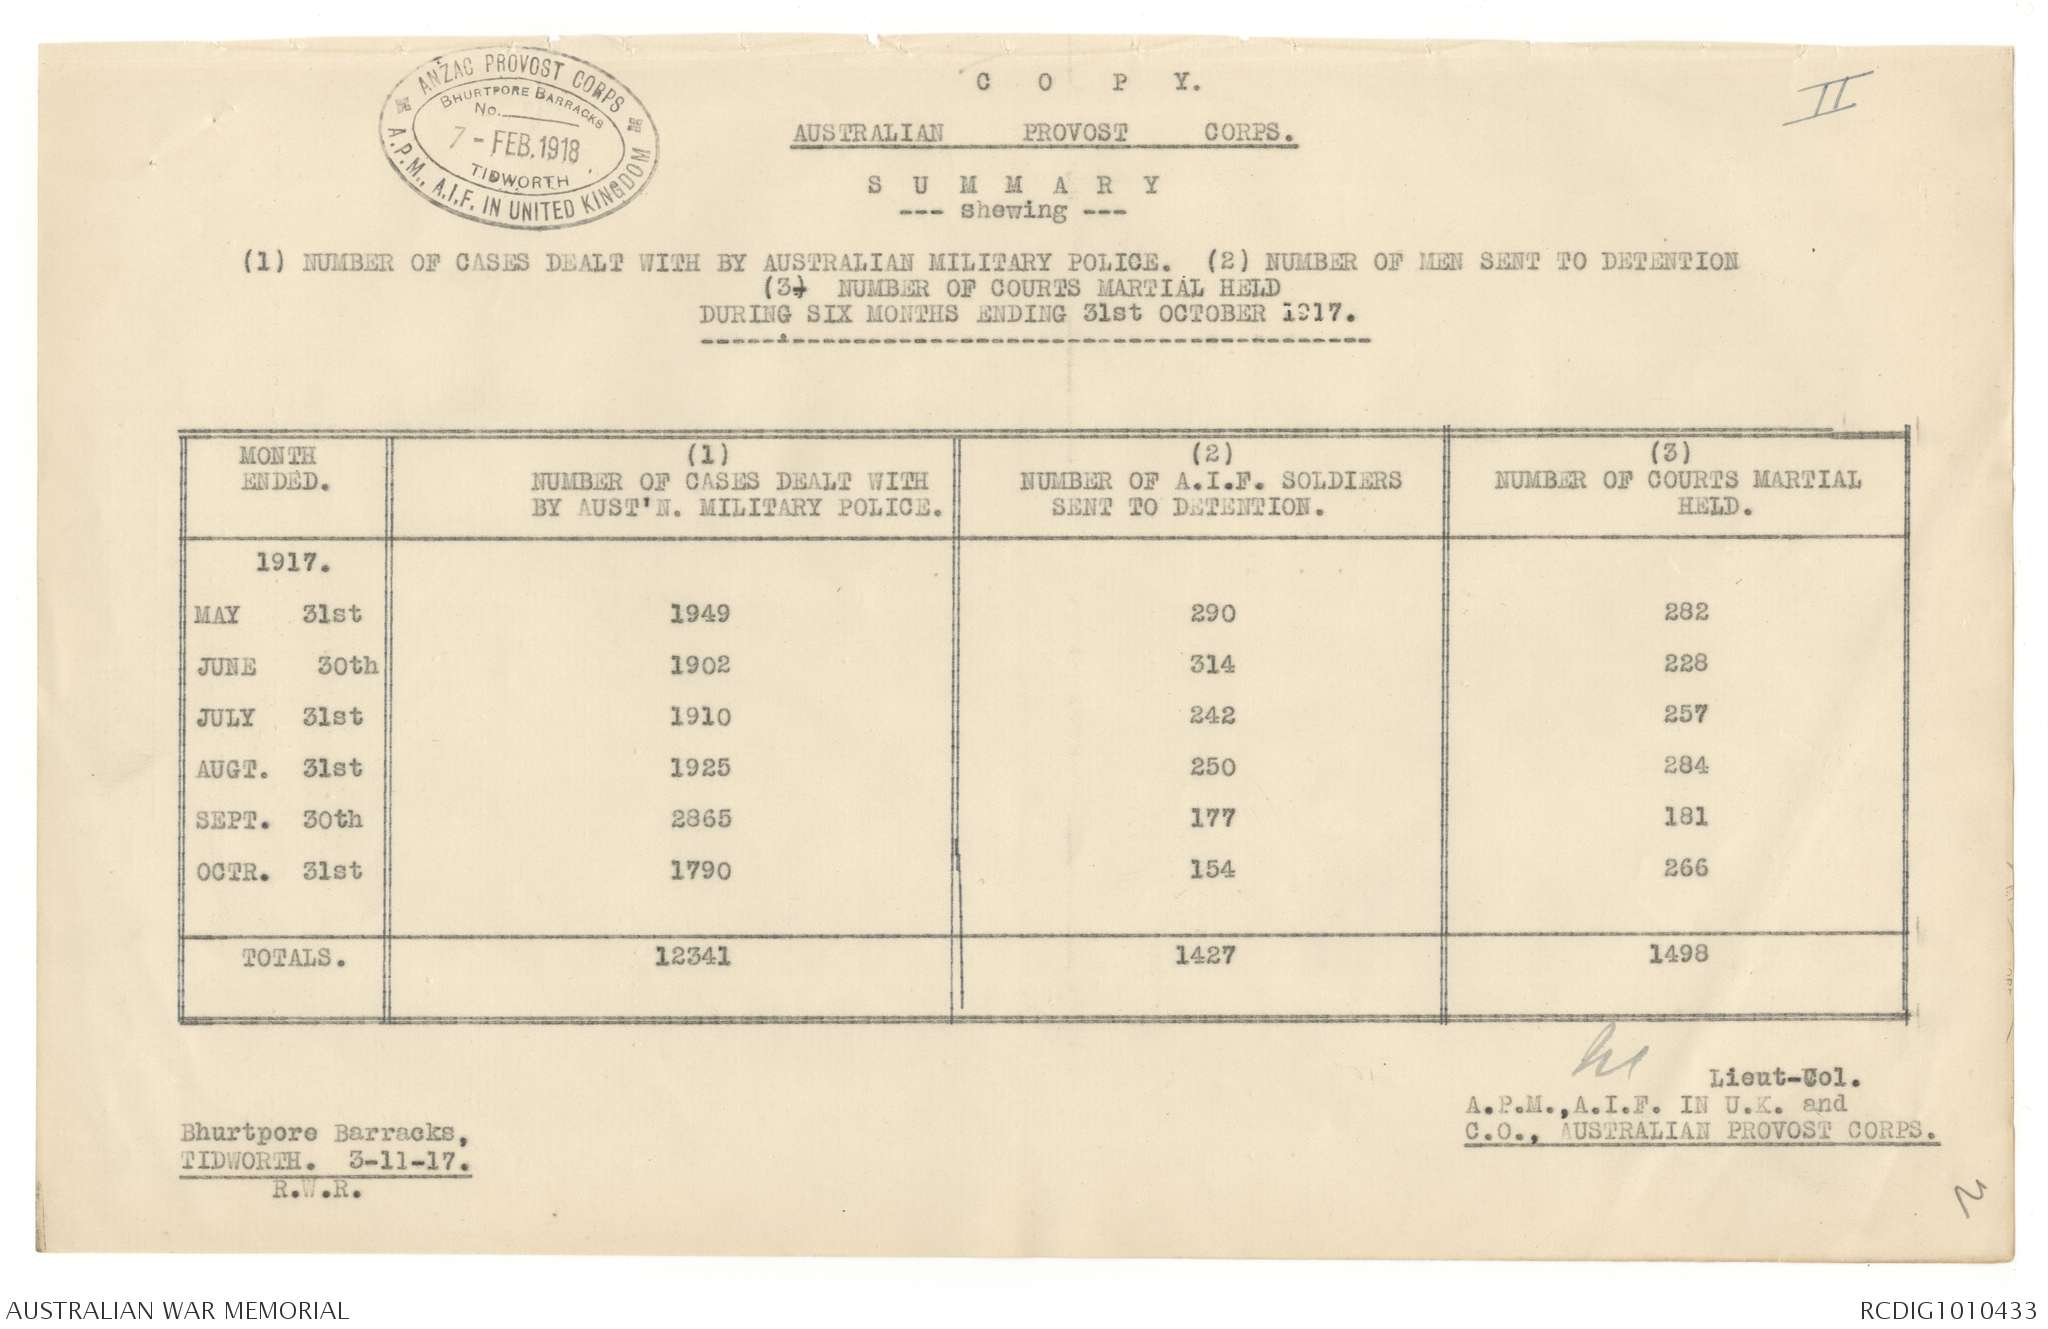 ANZAC PROVOST CORPS
BHURTPORE BARRACKS
No.
7 - FEB. 1918
TIDWORTH
A.P.M., A.I.F. IN UNITED KINGDOM
C O P Y.
II
AUSTRALIAN PROVOST CORPS.
S U M M A R Y
--- shewing ---
(1) NUMBER OF CASES DEALT WITH BY AUSTRALIAN MILITARY POLICE. (2) NUMBER OF MEN SENT TO DETENTION
(3) NUMBER OF COURTS MARTIAL HELD
DURING SIX MONTHS ENDING 31st OCTOBER 1917.
MONTH ENDED. (1) NUMBER OF CASES DEALT WITH BY AUST'N. MILITARY POLICE. (2) NUMBER OF A.I.F. SOLDIERS SENT TO DETENTION. (3) NUMBER OF COURTS MARTIAL HELD.
1917.
MAY 31st 1949 290 282
JUNE 30th 1902 314 228
JULY 31st 1910 242 257
AUGT. 31st 1925 250 284
SEPT. 30th 2865 177 181
OCTR. 31st 1790 154 266
TOTALS. 12341 1427 1498
Lieut-Col.
A.P.M.,A.I.F. IN U.K. and
C.O., AUSTRALIAN PROVOST CORPS.
Bhurtpore Barracks,
TIDWORTH. 3-11-17.
R.W.R.
2
AUSTRALIAN WAR MEMORIAL
RCDIG1010433